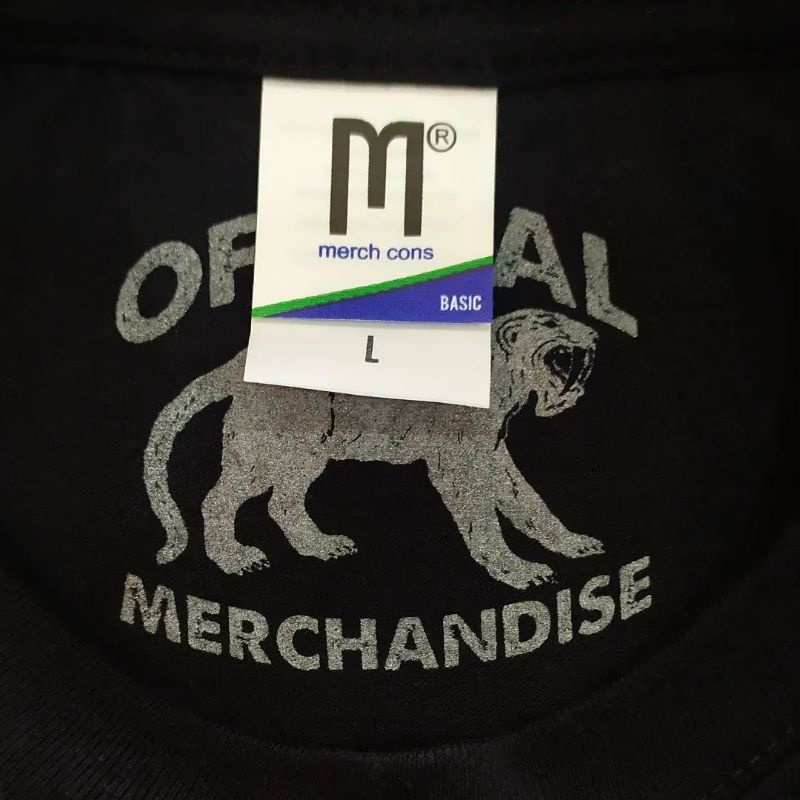 M®
merch cons
BASIC
L
OF AL
MERCHANDISE